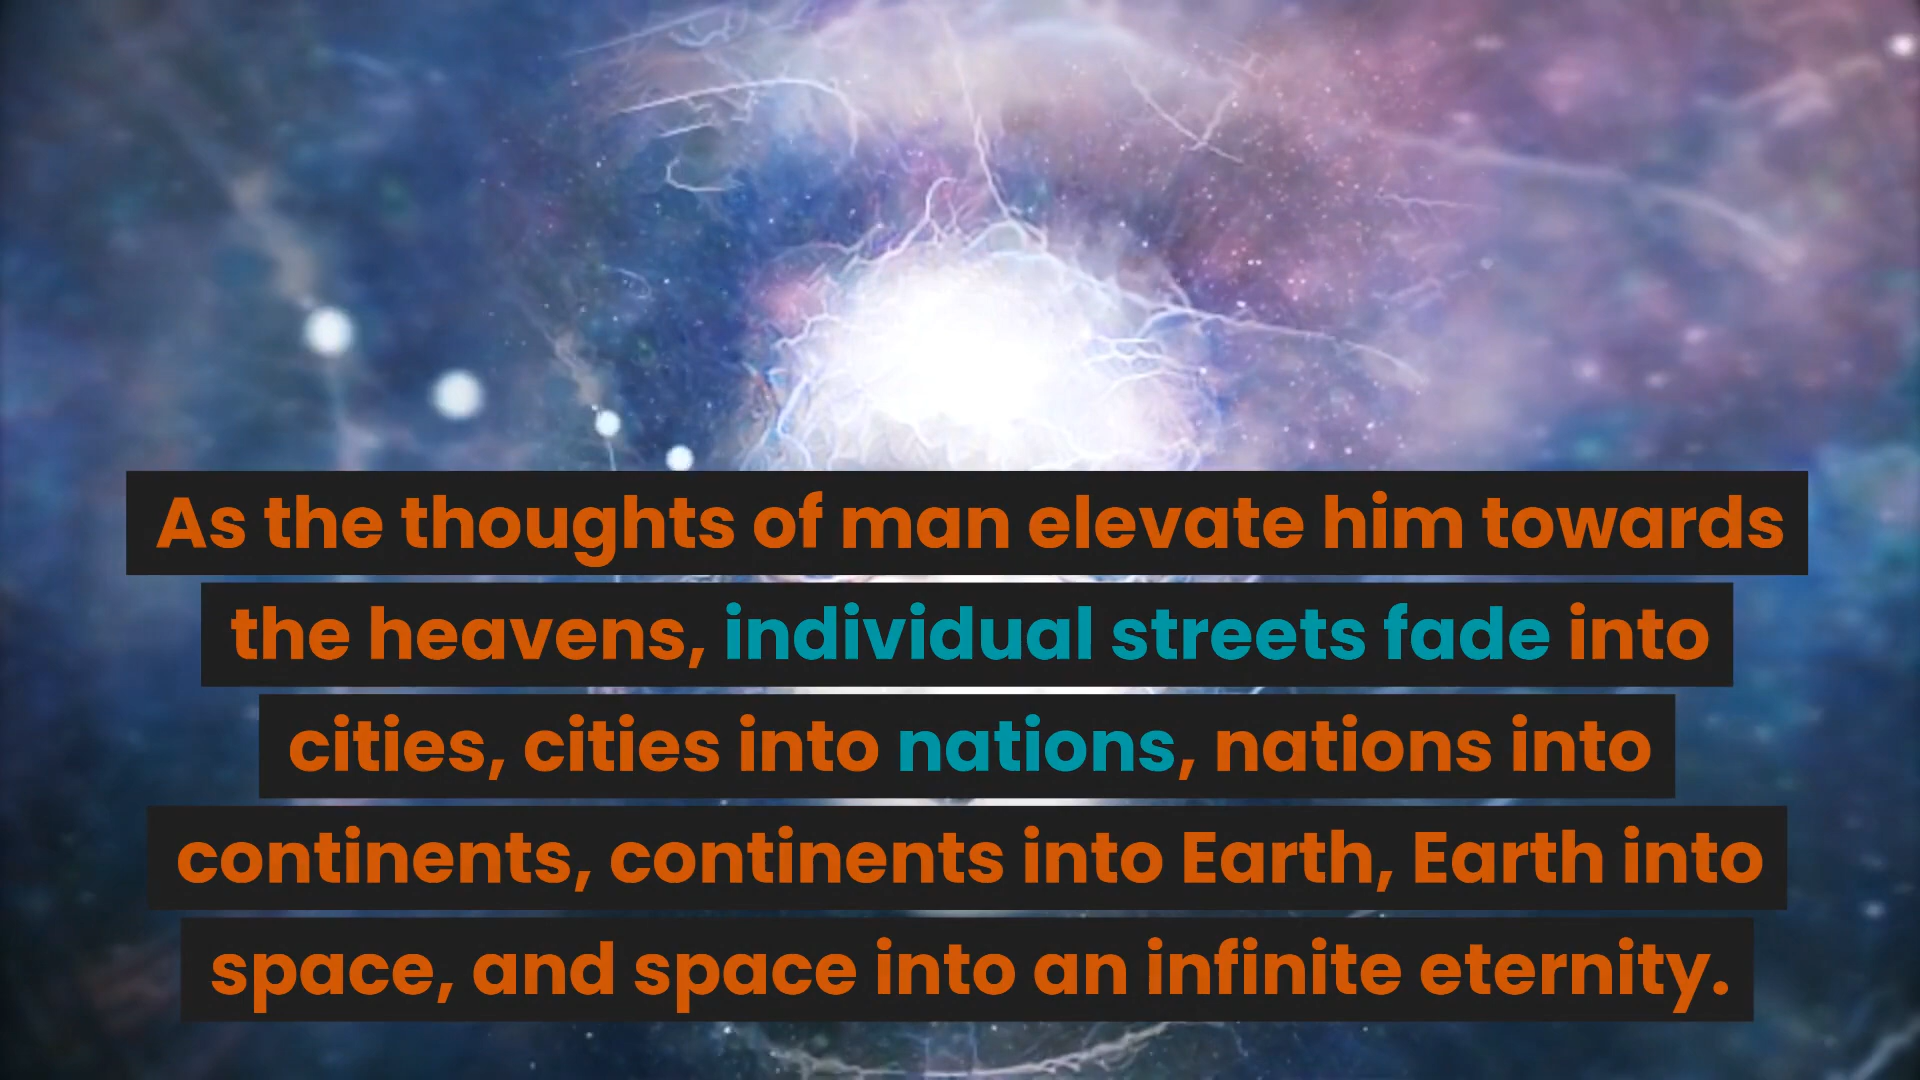 As the thoughts of man elevate him towards
the heavens, individual streets fade into
cities, cities into nations, nations into
continents, continents into Earth, Earth into
space, and space into an infinite eternity.